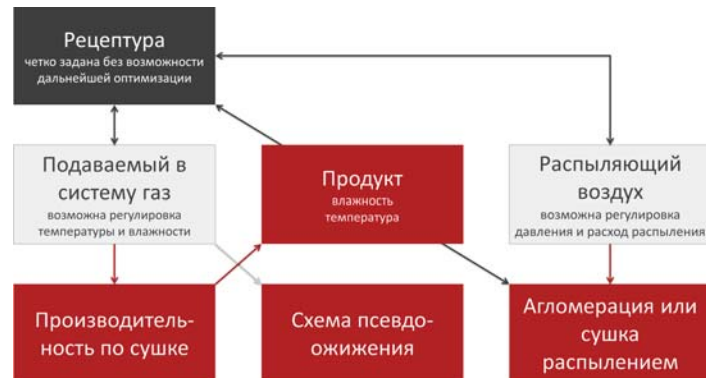 Рецептура
четко задана без возможности
дальнейшей оптимизации
Подаваемый в
систему газ
возможна регулировка
температуры и влажности
Продукт
влажность
температура
Распыляющий
воздух
возможна регулировка
давления и расход распыления
Производитель-
ность по сушке
Схема псевдо-
ожижения
Агломерация или
сушка
распылением